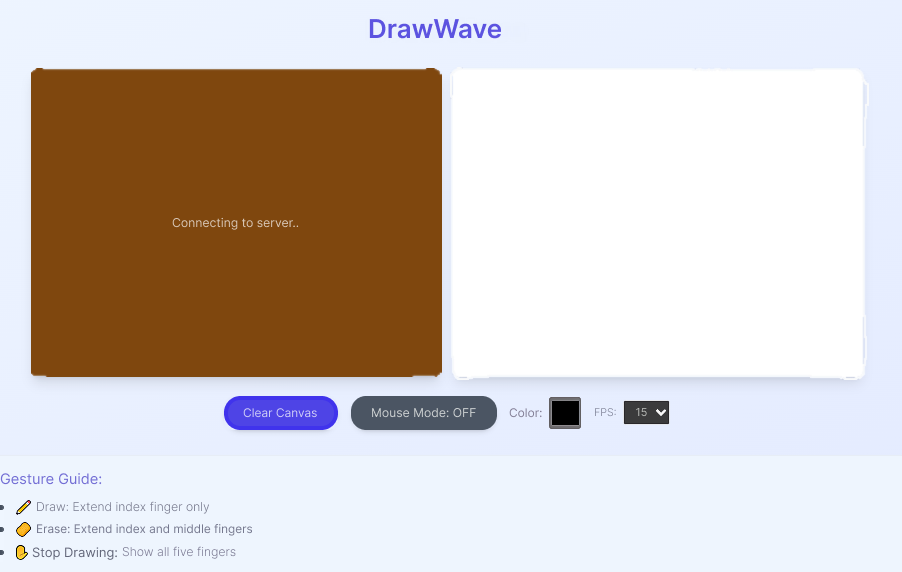 DrawWave
Connecting to server..
Clear Canvas
Mouse Mode: OFF
Color:
FPS:
15
Gesture Guide:
Draw: Extend index finger only
Erase: Extend index and middle fingers
Stop Drawing: Show all five fingers